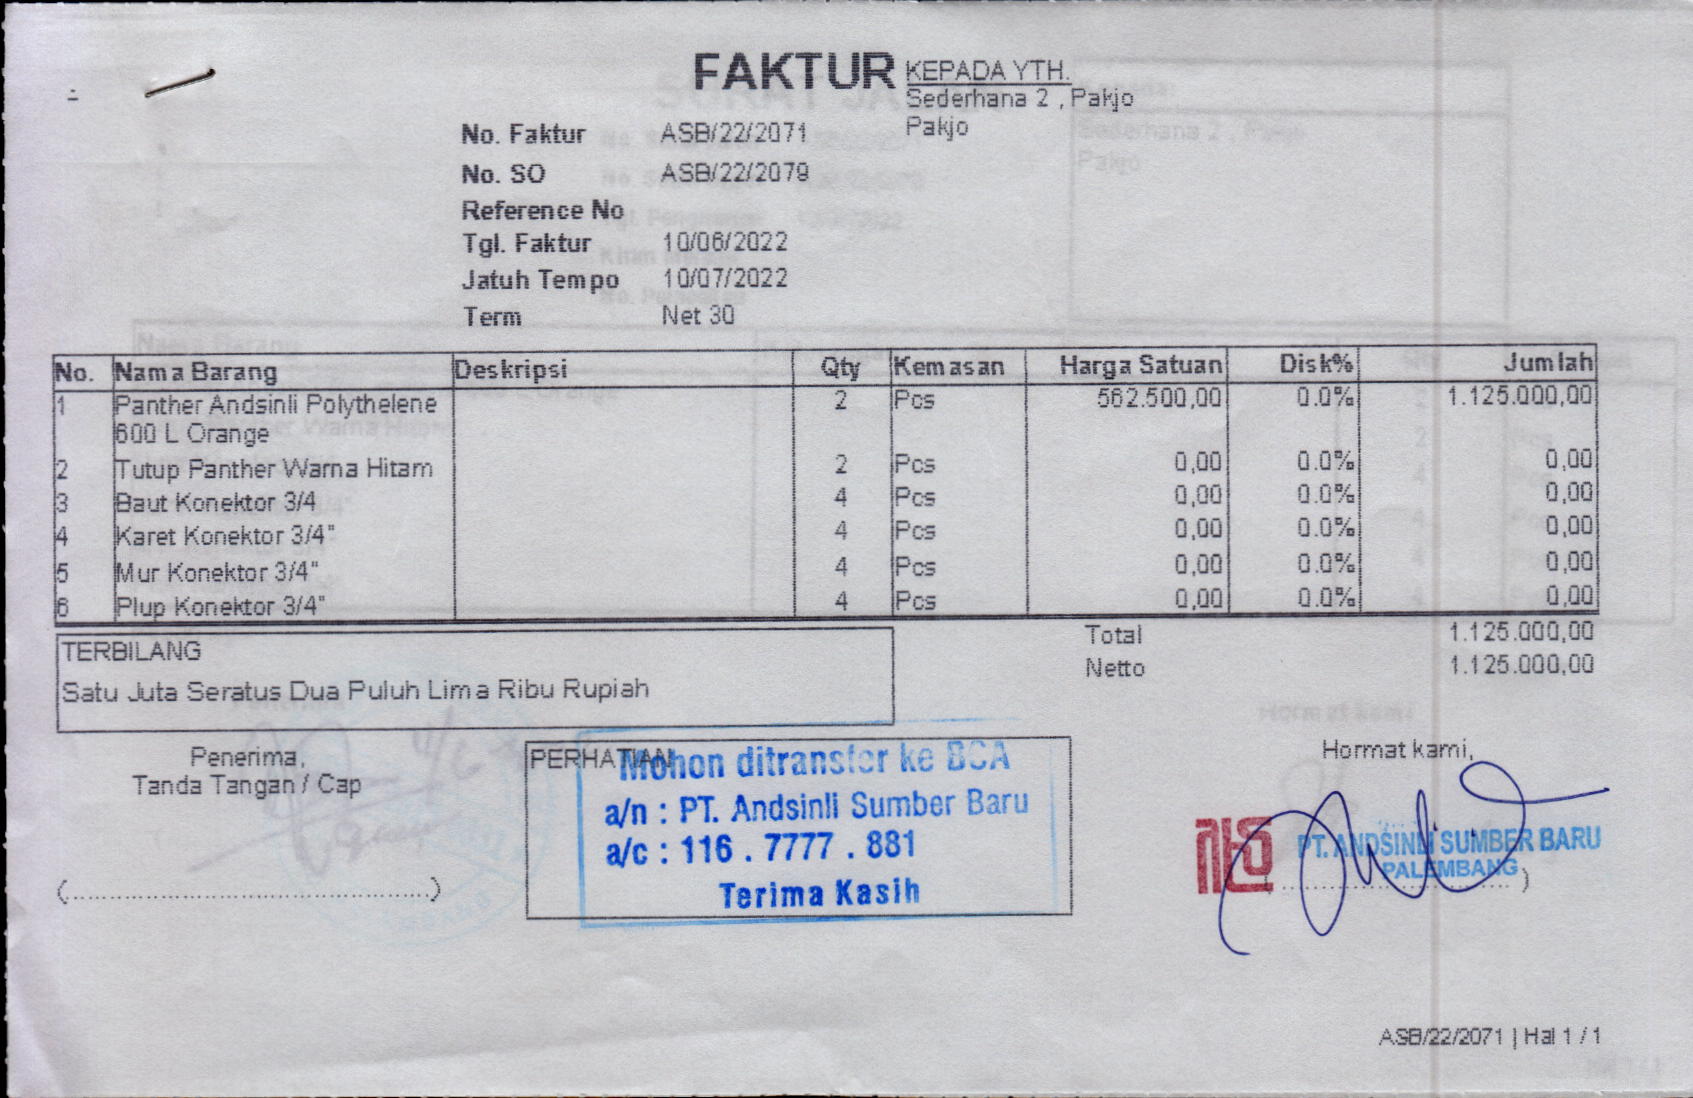 FAKTUR
KEPADA YTH.
Sederhana 2 , Pakjo
Pakjo
No. Faktur ASB/22/2071
No. SO ASB/22/2079
Reference No
Tgl. Faktur 10/06/2022
Jatuh Tempo 10/07/2022
Term Net 30
No. Nama Barang Deskripsi Qty Kemasan Harga Satuan Disk% Jumlah
1 Panther Andsinli Polythelene 2 Pcs 562.500,00 0.0% 1.125.000,00
600 L Orange
2 Tutup Panther Warna Hitam 2 Pcs 0,00 0.0% 0,00
3 Baut Konektor 3/4 4 Pcs 0,00 0.0% 0,00
4 Karet Konektor 3/4" 4 Pcs 0,00 0.0% 0,00
5 Mur Konektor 3/4" 4 Pcs 0,00 0.0% 0,00
6 Plup Konektor 3/4" 4 Pcs 0,00 0.0% 0,00
Total 1.125.000,00
Netto 1.125.000,00
TERBILANG
Satu Juta Seratus Dua Puluh Lima Ribu Rupiah
Penerima,
Tanda Tangan / Cap
(....................................................)
PERHATIAN
Mohon ditransfer ke BCA
a/n : PT. Andsinli Sumber Baru
a/c : 116 . 7777 . 881
Terima Kasih
Hormat kami,
PT. ANDSINLI SUMBER BARU
PALEMBANG
(....................................)
ASB/22/2071 | Hal 1 / 1